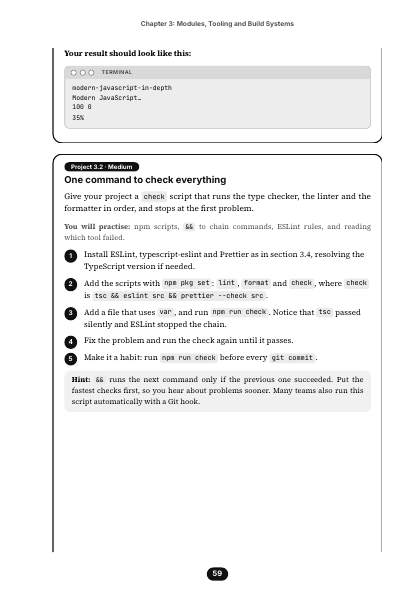 Chapter 3: Modules, Tooling and Build Systems
Your result should look like this:
TERMINAL
modern-javascript-in-depth
Modern JavaScript…
100 0
35%
Project 3.2 · Medium
One command to check everything
Give your project a check script that runs the type checker, the linter and the
formatter in order, and stops at the first problem.
You will practise: npm scripts, && to chain commands, ESLint rules, and reading
which tool failed.
1 Install ESLint, typescript-eslint and Prettier as in section 3.4, resolving the
TypeScript version if needed.
2 Add the scripts with npm pkg set: lint, format and check, where check
is tsc && eslint src && prettier --check src.
3 Add a file that uses var, and run npm run check. Notice that tsc passed
silently and ESLint stopped the chain.
4 Fix the problem and run the check again until it passes.
5 Make it a habit: run npm run check before every git commit.
Hint: && runs the next command only if the previous one succeeded. Put the
fastest checks first, so you hear about problems sooner. Many teams also run this
script automatically with a Git hook.
59